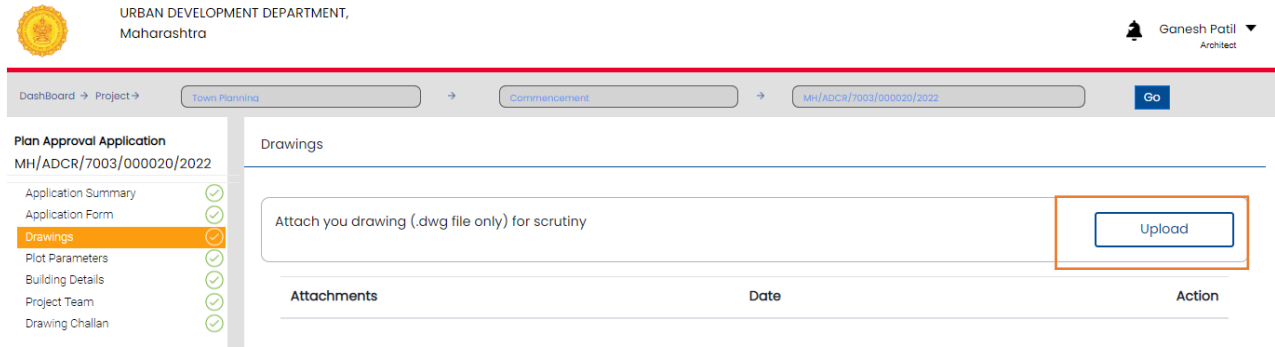 URBAN DEVELOPMENT DEPARTMENT,
Maharashtra
Ganesh Patil
Architect
DashBoard → Project→ Town Planning → Commencement → MH/ADCR/7003/000020/2022 Go
Plan Approval Application
MH/ADCR/7003/000020/2022
Application Summary
Application Form
Drawings
Plot Parameters
Building Details
Project Team
Drawing Challan
Drawings
Attach you drawing (.dwg file only) for scrutiny
Upload
Attachments Date Action